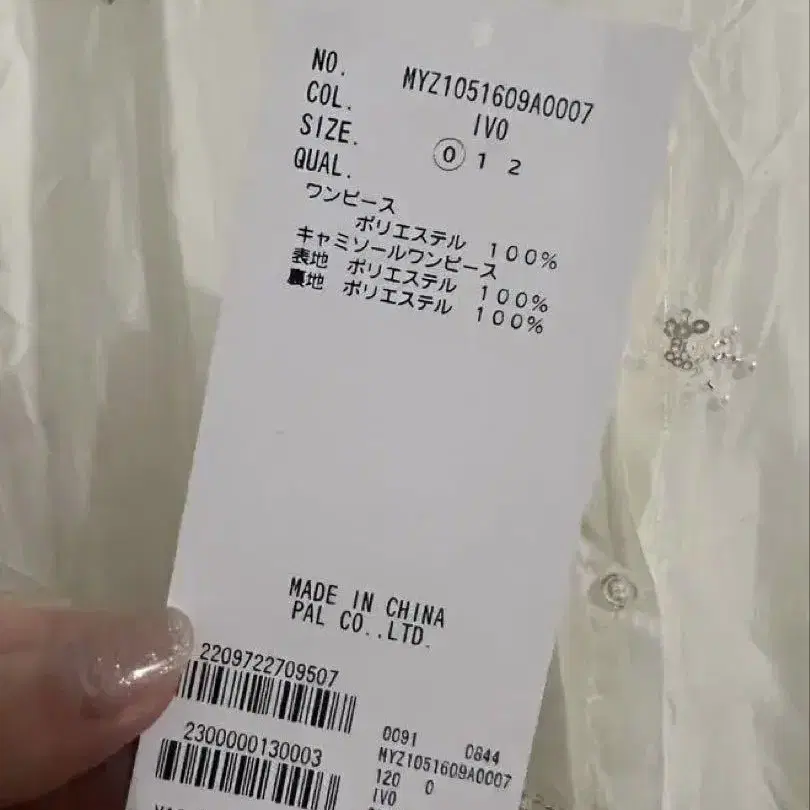 NO. MYZ1051609A0007
COL. IVO
SIZE. 0 1 2
QUAL.
ワンピース
ポリエステル 100%
キャミソールワンピース
表地 ポリエステル 100%
裏地 ポリエステル 100%
MADE IN CHINA
PAL CO.,LTD.
2209722709507
2300000130003
0091 0844
MYZ1051609A0007
120 0
IVO